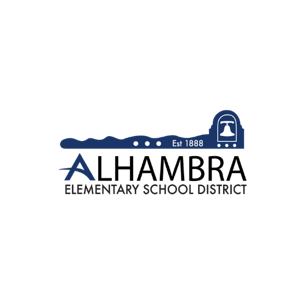 Est 1888
ALHAMBRA
ELEMENTARY SCHOOL DISTRICT